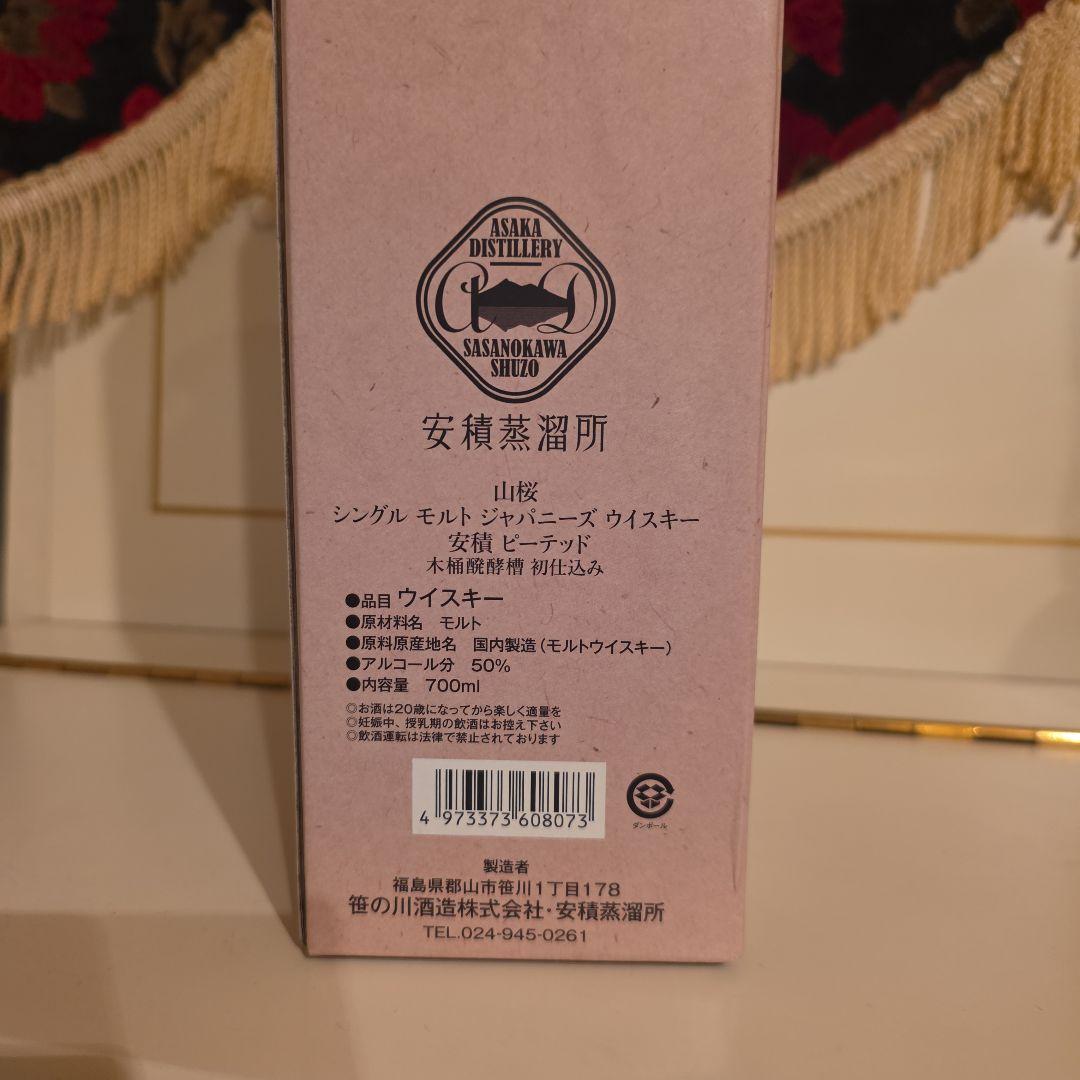 ASAKA
DISTILLERY
a D
SASANOKAWA
SHUZO
安積蒸溜所
山桜
シングル モルト ジャパニーズ ウイスキー
安積 ピーテッド
木桶醗酵槽 初仕込み
●品目 ウイスキー
●原材料名 モルト
●原料原産地名 国内製造(モルトウイスキー)
●アルコール分 50%
●内容量 700ml
◎お酒は20歳になってから楽しく適量を
◎妊娠中、授乳期の飲酒はお控え下さい
◎飲酒運転は法律で禁止されております
4 973373 608073
ダンボール
製造者
福島県郡山市笹川1丁目178
笹の川酒造株式会社・安積蒸溜所
TEL.024-945-0261